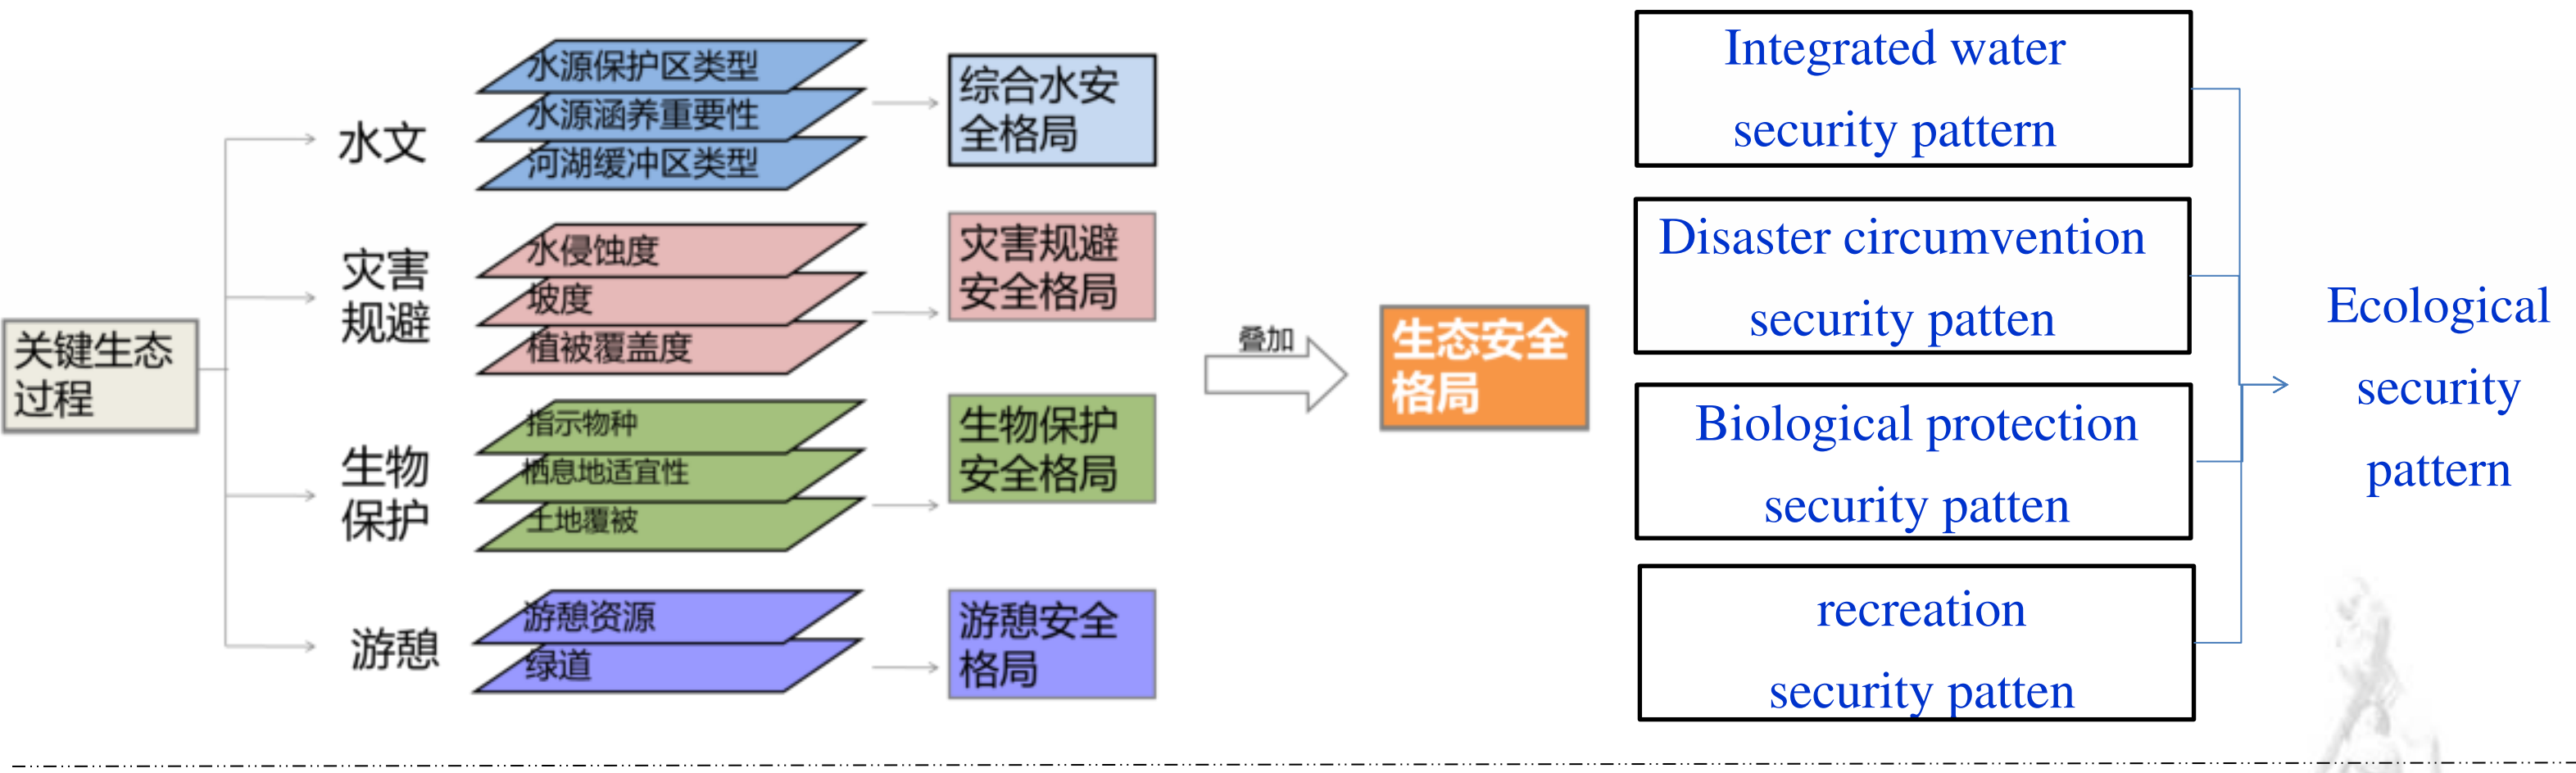 关键生态
过程
水文
水源保护区类型
水源涵养重要性
河湖缓冲区类型
综合水安
全格局
灾害
规避
水侵蚀度
坡度
植被覆盖度
灾害规避
安全格局
生物
保护
指示物种
栖息地适宜性
土地覆被
生物保护
安全格局
游憩
游憩资源
绿道
游憩安全
格局
叠加
生态安全
格局
Integrated water
security pattern
Disaster circumvention
security patten
Biological protection
security patten
recreation
security patten
Ecological
security
pattern